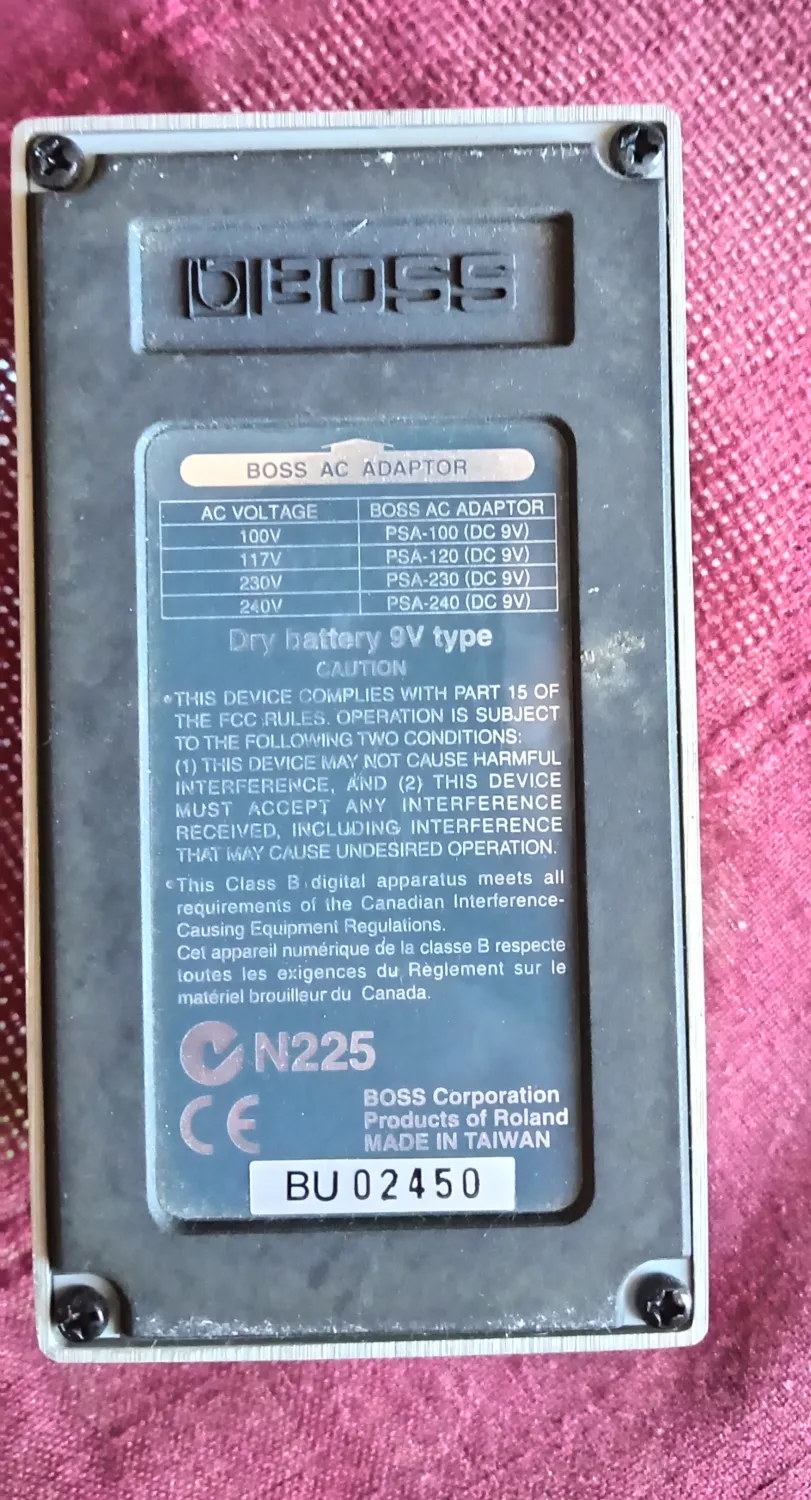 BOSS
BOSS AC ADAPTOR
AC VOLTAGE BOSS AC ADAPTOR
100V PSA-100 (DC 9V)
117V PSA-120 (DC 9V)
230V PSA-230 (DC 9V)
240V PSA-240 (DC 9V)
Dry battery 9V type
CAUTION
•THIS DEVICE COMPLIES WITH PART 15 OF
THE FCC RULES. OPERATION IS SUBJECT
TO THE FOLLOWING TWO CONDITIONS:
(1) THIS DEVICE MAY NOT CAUSE HARMFUL
INTERFERENCE, AND (2) THIS DEVICE
MUST ACCEPT ANY INTERFERENCE
RECEIVED, INCLUDING INTERFERENCE
THAT MAY CAUSE UNDESIRED OPERATION.
•This Class B digital apparatus meets all
requirements of the Canadian Interference-
Causing Equipment Regulations.
Cet appareil numérique de la classe B respecte
toutes les exigences du Règlement sur le
matériel brouilleur du Canada.
N225
CE
BOSS Corporation
Products of Roland
MADE IN TAIWAN
BU 02450